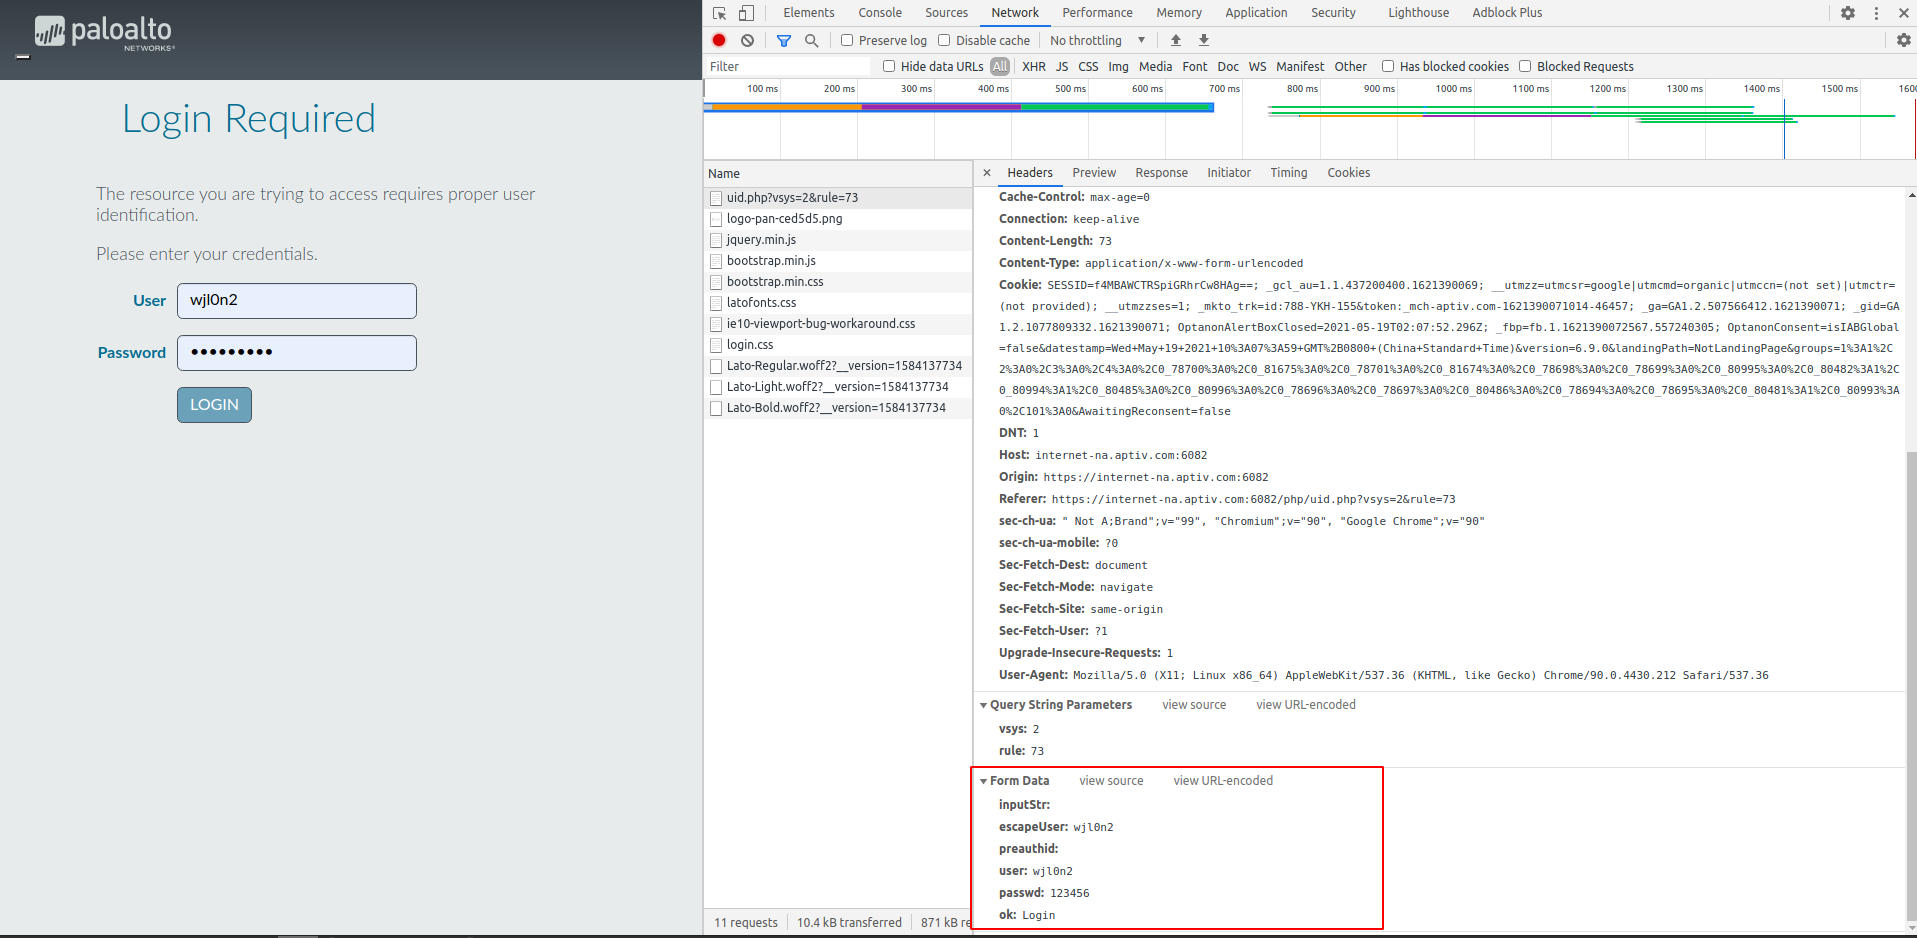 paloalto
NETWORKS®
Login Required
The resource you are trying to access requires proper user
identification.
Please enter your credentials.
User wjl0n2
Password •••••••••
LOGIN
Elements Console Sources Network Performance Memory Application Security Lighthouse Adblock Plus
Preserve log Disable cache No throttling
Filter Hide data URLs All XHR JS CSS Img Media Font Doc WS Manifest Other Has blocked cookies Blocked Requests
100 ms 200 ms 300 ms 400 ms 500 ms 600 ms 700 ms 800 ms 900 ms 1000 ms 1100 ms 1200 ms 1300 ms 1400 ms 1500 ms 1600
Name
uid.php?vsys=2&rule=73
logo-pan-ced5d5.png
jquery.min.js
bootstrap.min.js
bootstrap.min.css
latofonts.css
ie10-viewport-bug-workaround.css
login.css
Lato-Regular.woff2?__version=1584137734
Lato-Light.woff2?__version=1584137734
Lato-Bold.woff2?__version=1584137734
11 requests 10.4 kB transferred 871 kB re
Headers Preview Response Initiator Timing Cookies
Cache-Control: max-age=0
Connection: keep-alive
Content-Length: 73
Content-Type: application/x-www-form-urlencoded
Cookie: SESSID=f4MBAWCTRSpiGRhrCw8HAg==; _gcl_au=1.1.437200400.1621390069; __utmzz=utmcsr=google|utmcmd=organic|utmccn=(not set)|utmctr=
(not provided); __utmzzses=1; _mkto_trk=id:788-YKH-155&token:_mch-aptiv.com-1621390071014-46457; _ga=GA1.2.507566412.1621390071; _gid=GA
1.2.1077809332.1621390071; OptanonAlertBoxClosed=2021-05-19T02:07:52.296Z; _fbp=fb.1.1621390072567.557240305; OptanonConsent=isIABGlobal
=false&datestamp=Wed+May+19+2021+10%3A07%3A59+GMT%2B0800+(China+Standard+Time)&version=6.9.0&landingPath=NotLandingPage&groups=1%3A1%2C
2%3A0%2C3%3A0%2C4%3A0%2C0_78700%3A0%2C0_81675%3A0%2C0_78701%3A0%2C0_81674%3A0%2C0_78698%3A0%2C0_78699%3A0%2C0_80995%3A0%2C0_80482%3A1%2C
0_80994%3A1%2C0_80485%3A0%2C0_80996%3A0%2C0_78696%3A0%2C0_78697%3A0%2C0_80486%3A0%2C0_78694%3A0%2C0_78695%3A0%2C0_80481%3A1%2C0_80993%3A
0%2C101%3A0&AwaitingReconsent=false
DNT: 1
Host: internet-na.aptiv.com:6082
Origin: https://internet-na.aptiv.com:6082
Referer: https://internet-na.aptiv.com:6082/php/uid.php?vsys=2&rule=73
sec-ch-ua: " Not A;Brand";v="99", "Chromium";v="90", "Google Chrome";v="90"
sec-ch-ua-mobile: ?0
Sec-Fetch-Dest: document
Sec-Fetch-Mode: navigate
Sec-Fetch-Site: same-origin
Sec-Fetch-User: ?1
Upgrade-Insecure-Requests: 1
User-Agent: Mozilla/5.0 (X11; Linux x86_64) AppleWebKit/537.36 (KHTML, like Gecko) Chrome/90.0.4430.212 Safari/537.36
Query String Parameters view source view URL-encoded
vsys: 2
rule: 73
Form Data view source view URL-encoded
inputStr:
escapeUser: wjl0n2
preauthid:
user: wjl0n2
passwd: 123456
ok: Login